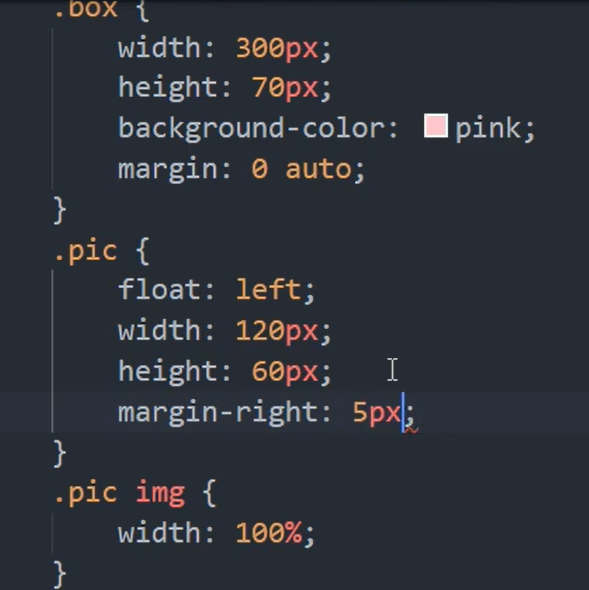 .box {
width: 300px;
height: 70px;
background-color: pink;
margin: 0 auto;
}
.pic {
float: left;
width: 120px;
height: 60px;
margin-right: 5px;
}
.pic img {
width: 100%;
}